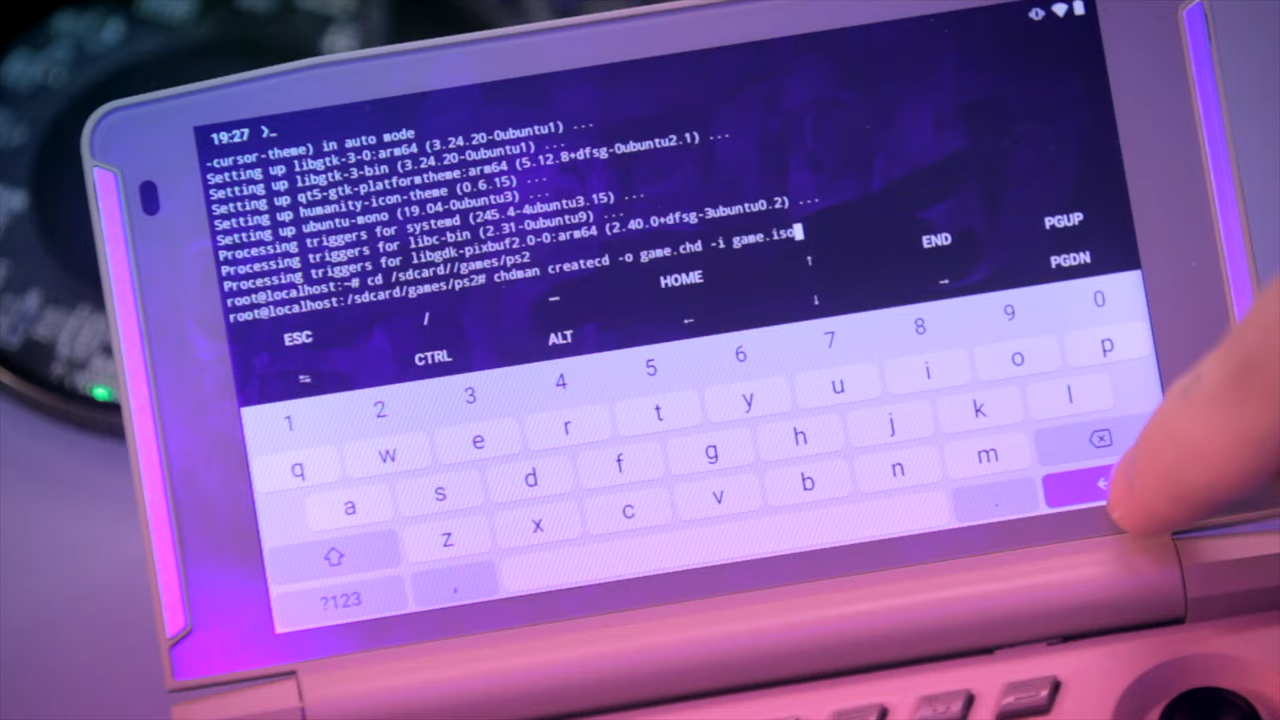 19:27 ❯_
-cursor-theme) in auto mode
Setting up libgtk-3-0:arm64 (3.24.20-0ubuntu1) ...
Setting up libgtk-3-bin (3.24.20-0ubuntu1) ...
Setting up qt5-gtk-platformtheme:arm64 (5.12.8+dfsg-0ubuntu2.1) ...
Setting up humanity-icon-theme (0.6.15) ...
Setting up ubuntu-mono (19.04-0ubuntu3) ...
Processing triggers for systemd (245.4-4ubuntu3.15) ...
Processing triggers for libc-bin (2.31-0ubuntu9) ...
Processing triggers for libgdk-pixbuf2.0-0:arm64 (2.40.0+dfsg-3ubuntu0.2) ...
root@localhost:~# cd /sdcard//games/ps2
root@localhost:/sdcard/games/ps2# chdman createcd -o game.chd -i game.iso
ESC / – HOME ↑ END PGUP
⇆ CTRL ALT ← ↓ → PGDN
1 2 3 4 5 6 7 8 9 0
q w e r t y u i o p
a s d f g h j k l
z x c v b n m
?123 , .